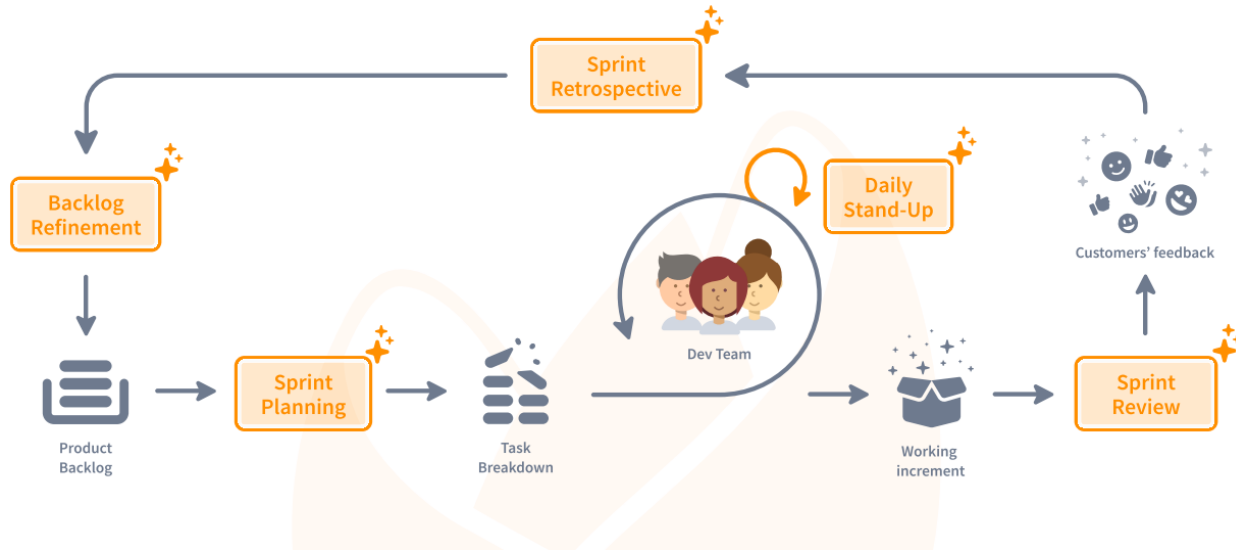 Sprint
Retrospective
Backlog
Refinement
Daily
Stand-Up
Customers' feedback
Dev Team
Sprint
Planning
Sprint
Review
Product
Backlog
Task
Breakdown
Working
increment